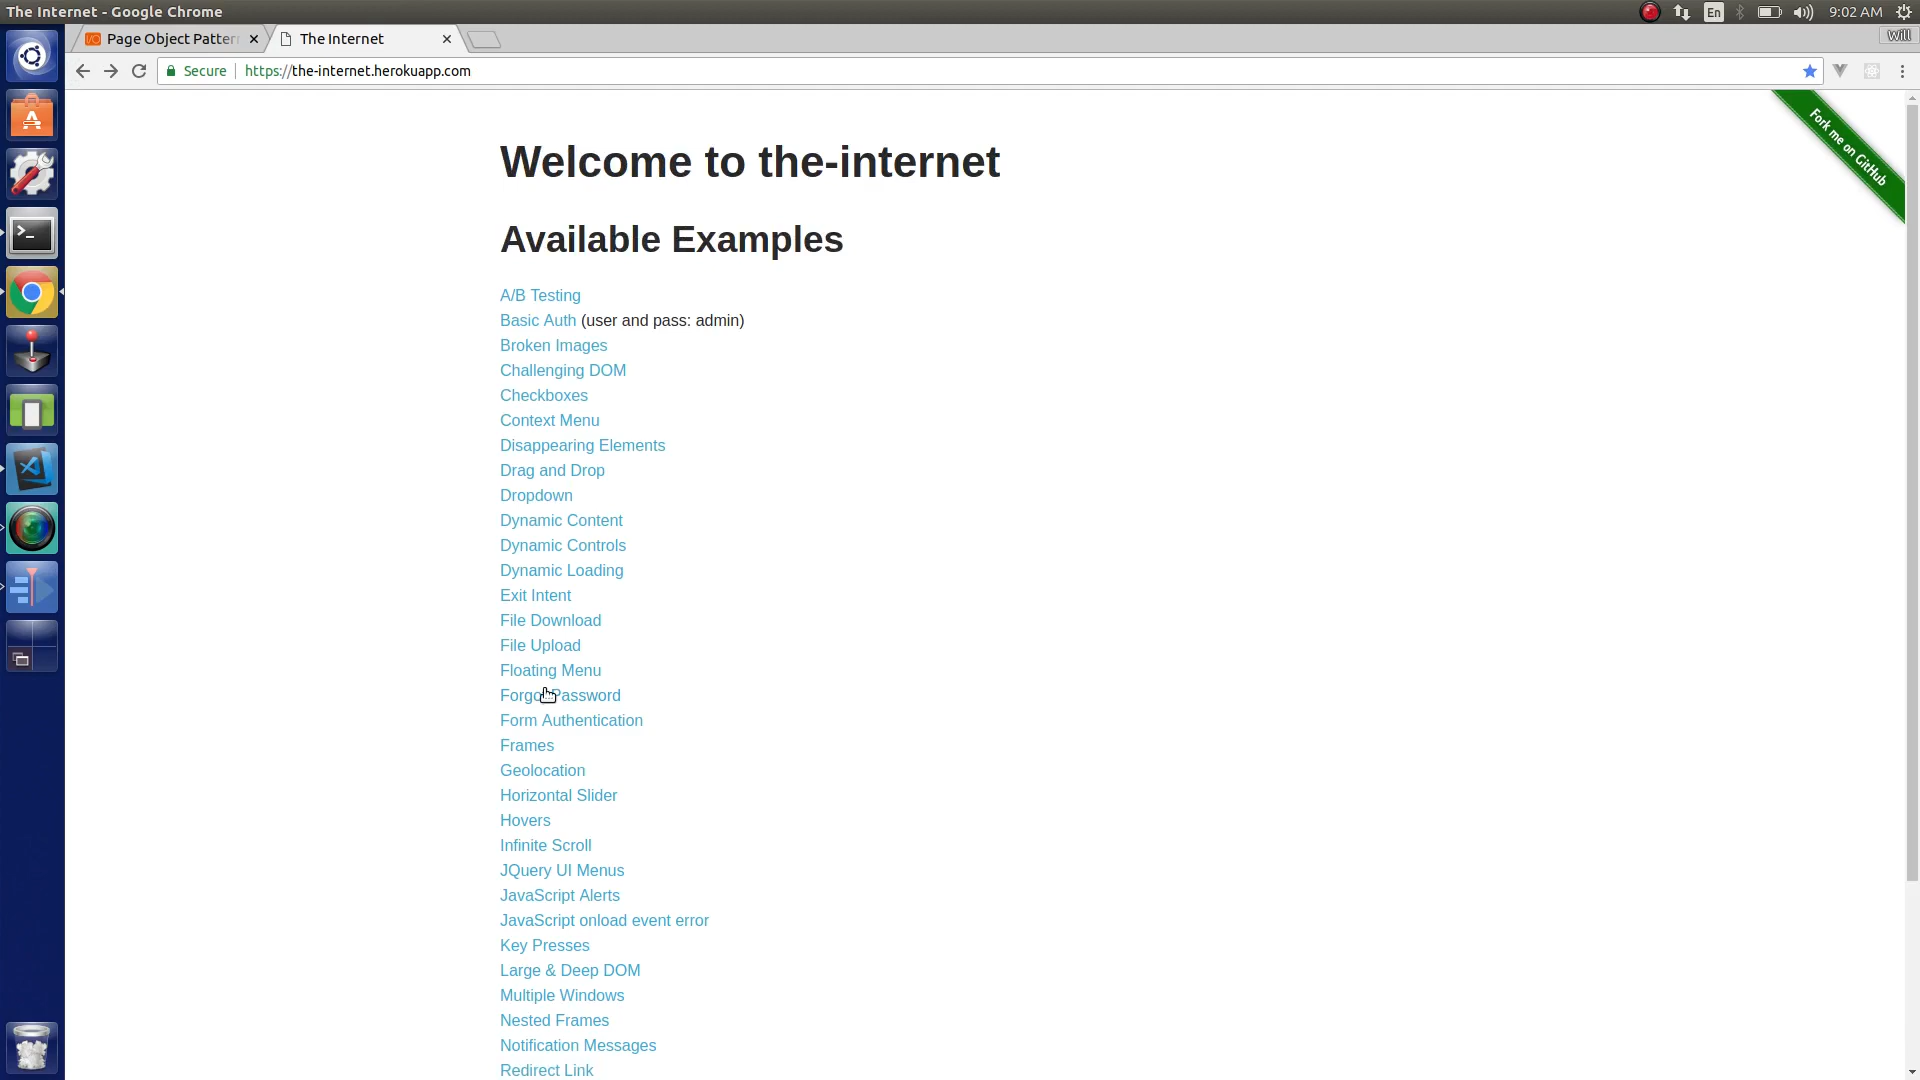 The Internet - Google Chrome
En
9:02 AM
Page Object Patter
The Internet
Will
Secure
https://the-internet.herokuapp.com
Fork me on GitHub
Welcome to the-internet
Available Examples
A/B Testing
Basic Auth (user and pass: admin)
Broken Images
Challenging DOM
Checkboxes
Context Menu
Disappearing Elements
Drag and Drop
Dropdown
Dynamic Content
Dynamic Controls
Dynamic Loading
Exit Intent
File Download
File Upload
Floating Menu
Forgot Password
Form Authentication
Frames
Geolocation
Horizontal Slider
Hovers
Infinite Scroll
JQuery UI Menus
JavaScript Alerts
JavaScript onload event error
Key Presses
Large & Deep DOM
Multiple Windows
Nested Frames
Notification Messages
Redirect Link